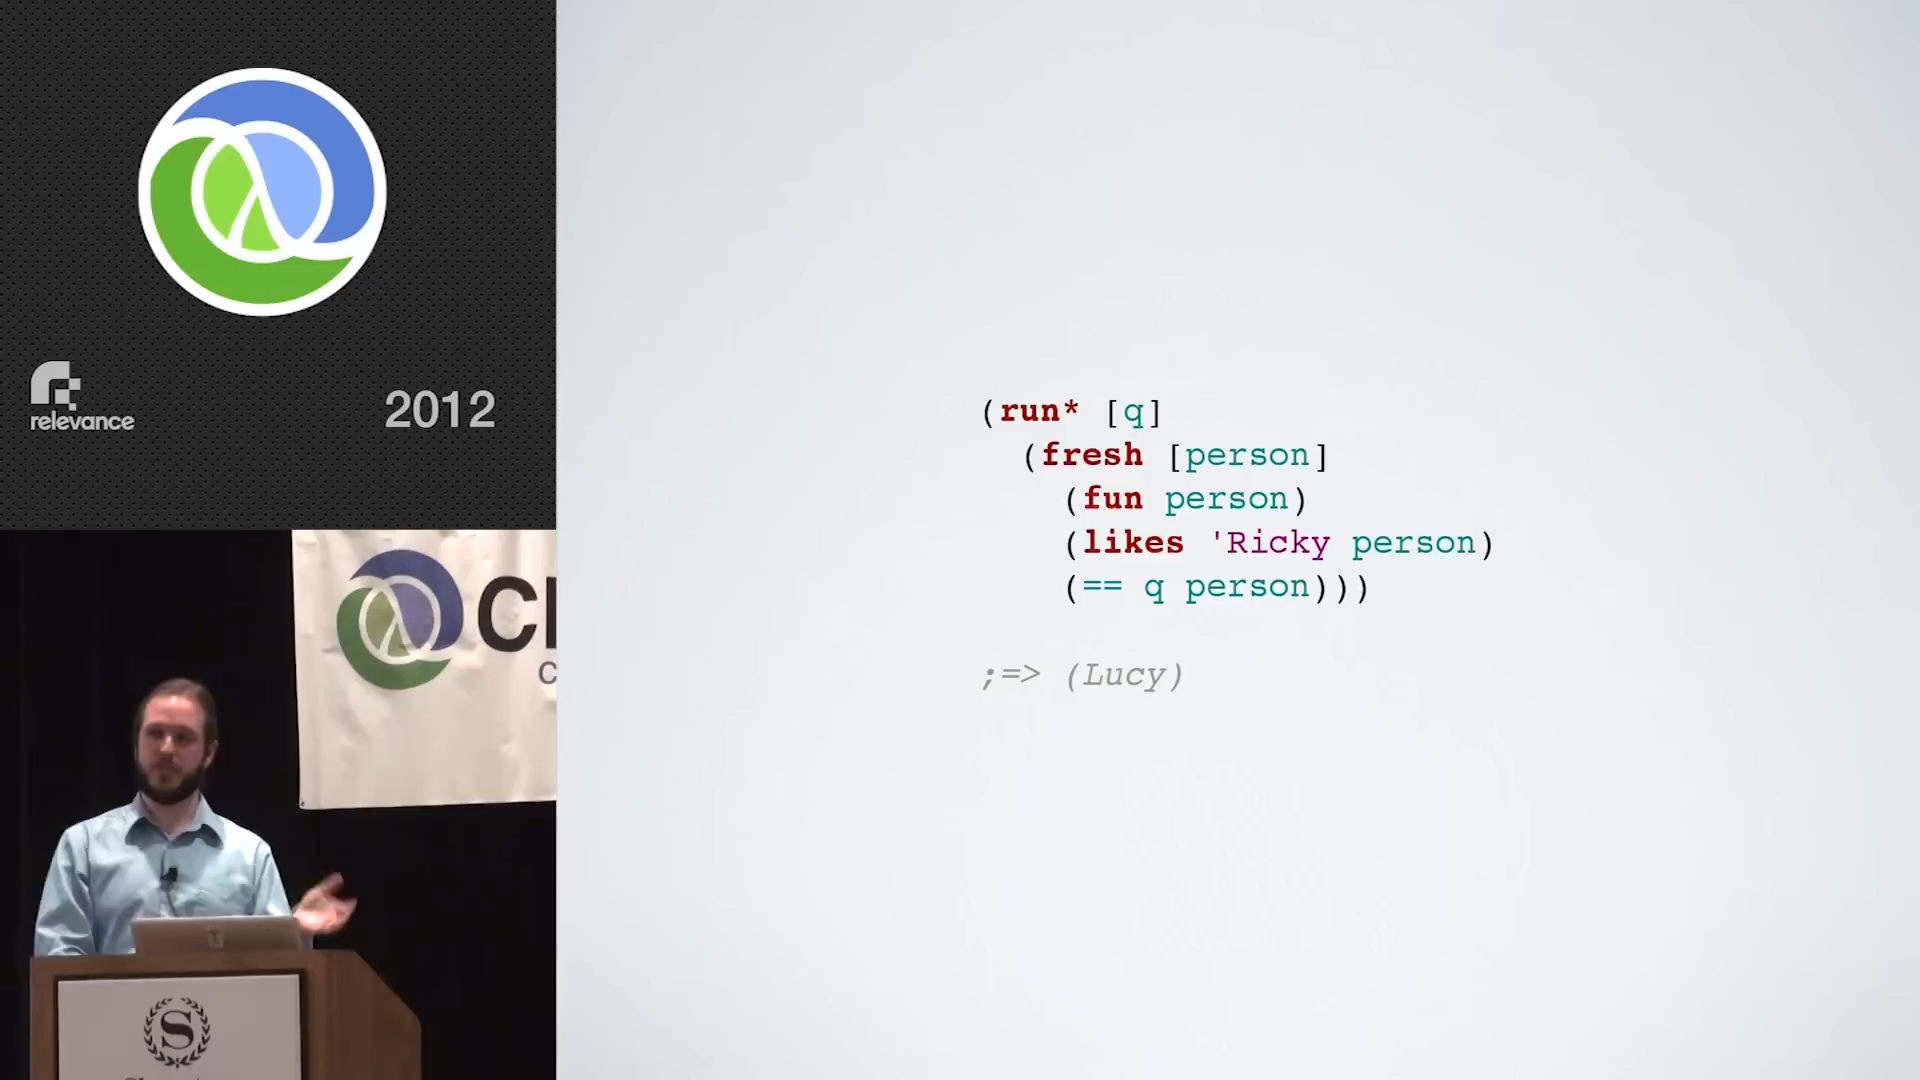 relevance
2012
(run* [q]
(fresh [person]
(fun person)
(likes 'Ricky person)
(== q person)))
;=> (Lucy)
S